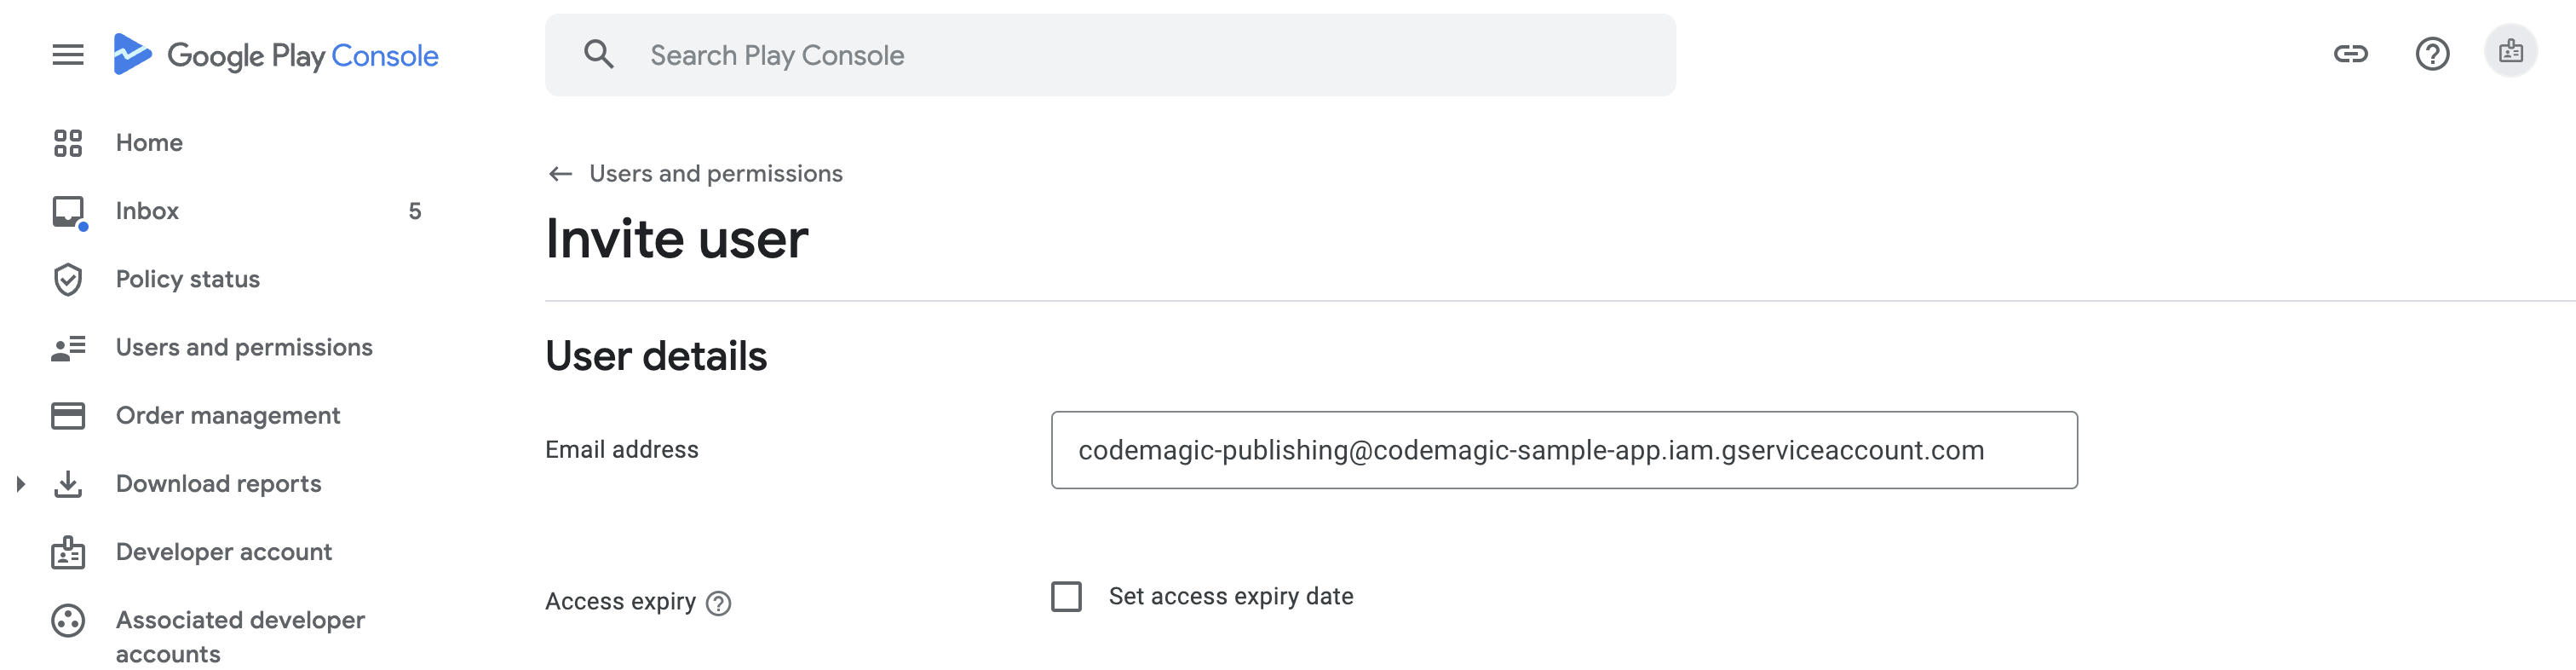 Google Play Console
Search Play Console
Home
Inbox 5
Policy status
Users and permissions
Order management
Download reports
Developer account
Associated developer
accounts
Users and permissions
Invite user
User details
Email address
codemagic-publishing@codemagic-sample-app.iam.gserviceaccount.com
Access expiry
Set access expiry date